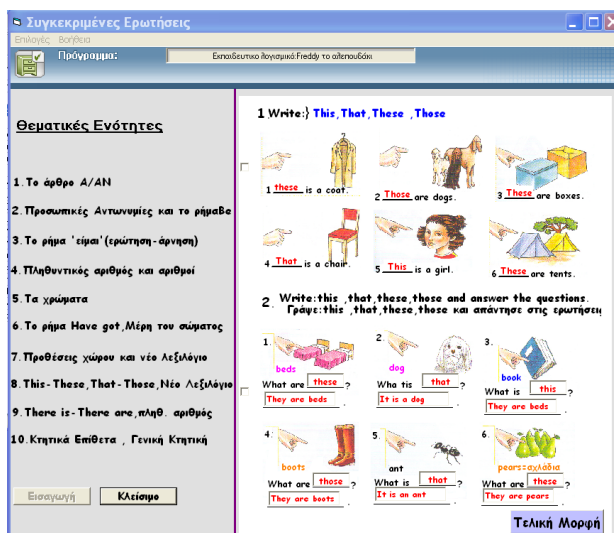 Συγκεκριμένες Ερωτήσεις
Επιλογές Βοήθεια
Πρόγραμμα: Εκπαιδευτικο λογισμικό:Freddy το αλεπουδάκι
Θεματικές Ενότητες
1.Το άρθρο A/AN
2.Προσωπικές Αντωνυμίες και το ρήμαBe
3.Το ρήμα 'είμαι'(ερώτηση-άρνηση)
4.Πληθυντικός αριθμός και αριθμοί
5.Τα χρώματα
6.Το ρήμα Have got,Μέρη του σώματος
7.Προθέσεις χώρου και νέο λεξιλόγιο
8.This-These,That-Those,Νέο Λεξιλόγιο
9.There is-There are,πληθ. αριθμός
10.Κτητικά Επίθετα , Γενική Κτητική
Εισαγωγή Κλείσιμο
1.Write:} This,That,These ,Those
1 these is a coat.
2 Those are dogs.
3 These are boxes.
4 That is a chair.
5 This is a girl.
6 These are tents.
2. Write:this ,that,these,those and answer the questions.
Γράψε:this ,that,these,those και απάντησε στις ερωτήσεις
1.
beds
What are these ?
They are beds
2.
dog
Wha tis that ?
It is a dog
3.
book
What is this ?
They are beds
4.
boots
What are those ?
They are boots
5.
ant
What is that ?
It is an ant
6.
pears=αχλάδια
What are these ?
They are pears
Τελική Μορφή